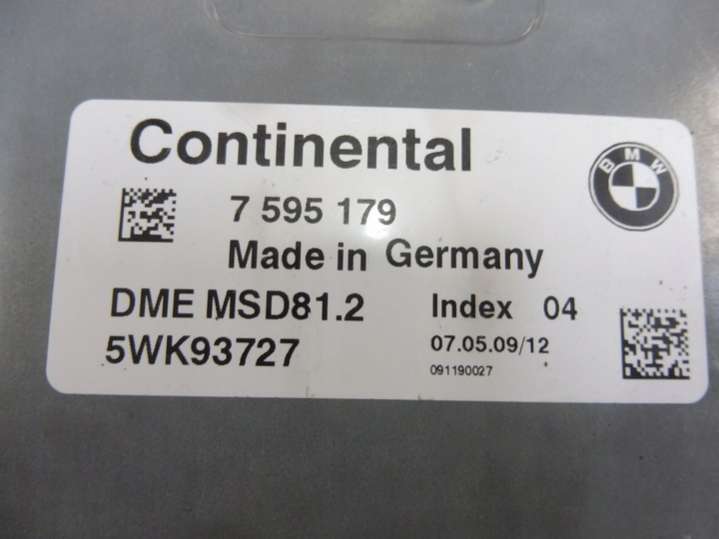 Continental
BMW
7 595 179
Made in Germany
DME MSD81.2 Index 04
5WK93727 07.05.09/12
091190027